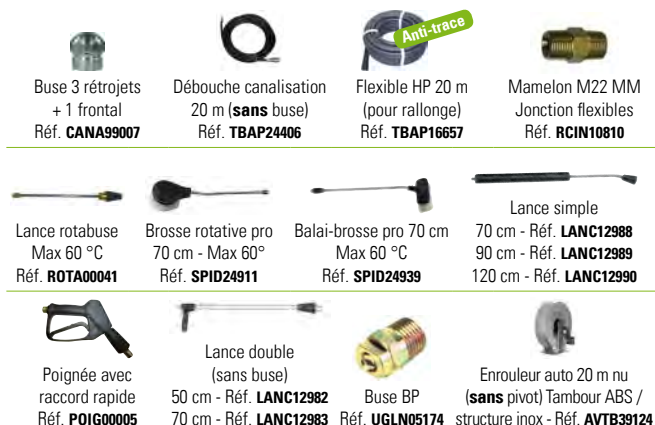 Anti-trace
Buse 3 rétrojets
+ 1 frontal
Réf. CANA99007
Débouche canalisation
20 m (sans buse)
Réf. TBAP24406
Flexible HP 20 m
(pour rallonge)
Réf. TBAP16657
Mamelon M22 MM
Jonction flexibles
Réf. RCIN10810
Lance rotabuse
Max 60 °C
Réf. ROTA00041
Brosse rotative pro
70 cm - Max 60°
Réf. SPID24911
Balai-brosse pro 70 cm
Max 60 °C
Réf. SPID24939
Lance simple
70 cm - Réf. LANC12988
90 cm - Réf. LANC12989
120 cm - Réf. LANC12990
Poignée avec
raccord rapide
Réf. POIG00005
Lance double
(sans buse)
50 cm - Réf. LANC12982
70 cm - Réf. LANC12983
Buse BP
Réf. UGLN05174
Enrouleur auto 20 m nu
(sans pivot) Tambour ABS /
structure inox - Réf. AVTB39124